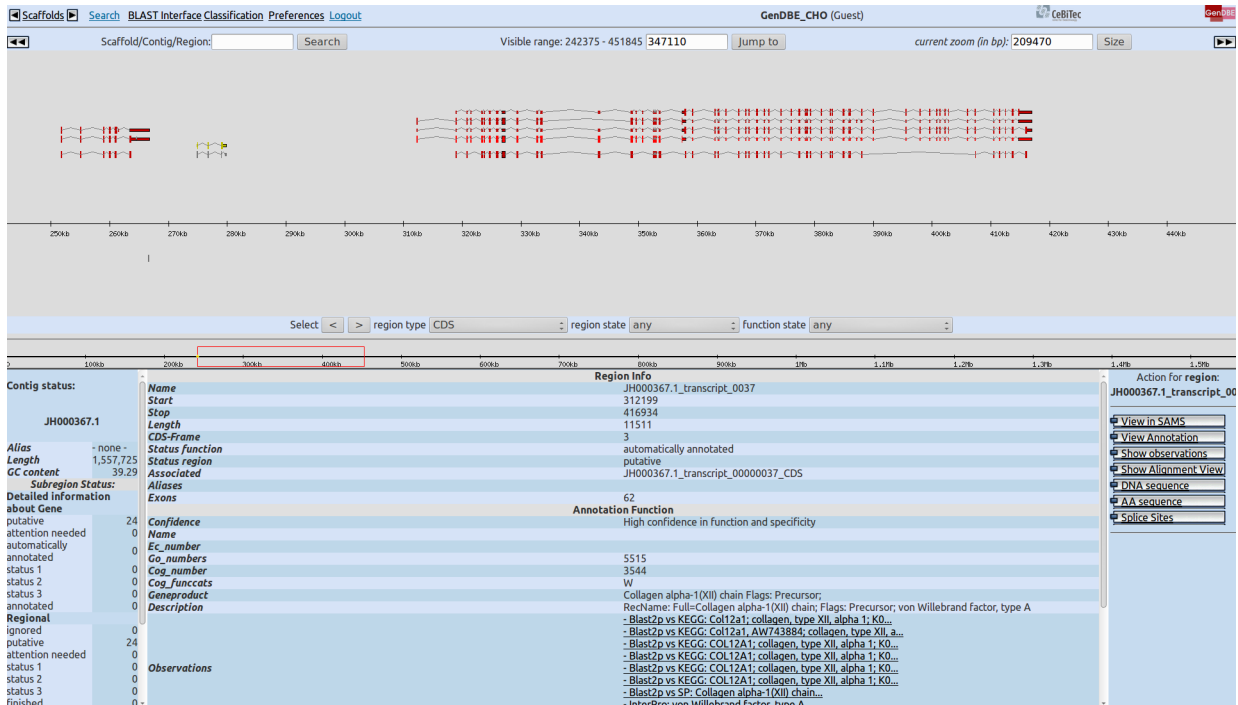 Scaffolds Search BLAST Interface Classification Preferences Logout GenDBE_CHO (Guest) CeBiTec GenDBE
Scaffold/Contig/Region: Search Visible range: 242375 - 451845 347110 Jump to current zoom (in bp): 209470 Size
250kb 260kb 270kb 280kb 290kb 300kb 310kb 320kb 330kb 340kb 350kb 360kb 370kb 380kb 390kb 400kb 410kb 420kb 430kb 440kb
Select < > region type CDS region state any function state any
0 100kb 200kb 300kb 400kb 500kb 600kb 700kb 800kb 900kb 1Mb 1.1Mb 1.2Mb 1.3Mb 1.4Mb 1.5Mb
Contig status:
JH000367.1
Alias - none -
Length 1,557,725
GC content 39.29
Subregion Status:
Detailed information
about Gene
putative 24
attention needed 0
automatically
annotated 0
status 1 0
status 2 0
status 3 0
annotated 0
Regional
ignored 0
putative 24
attention needed 0
status 1 0
status 2 0
status 3 0
finished 0
Region Info
Name JH000367.1_transcript_0037
Start 312199
Stop 416934
Length 11511
CDS-Frame 3
Status function automatically annotated
Status region putative
Associated JH000367.1_transcript_00000037_CDS
Aliases
Exons 62
Annotation Function
Confidence High confidence in function and specificity
Name
Ec_number
Go_numbers 5515
Cog_number 3544
Cog_funccats W
Geneproduct Collagen alpha-1(XII) chain Flags: Precursor;
Description RecName: Full=Collagen alpha-1(XII) chain; Flags: Precursor; von Willebrand factor, type A
Observations
- Blast2p vs KEGG: Col12a1; collagen, type XII, alpha 1; K0...
- Blast2p vs KEGG: Col12a1, AW743884; collagen, type XII, a...
- Blast2p vs KEGG: COL12A1; collagen, type XII, alpha 1; K0...
- Blast2p vs KEGG: COL12A1; collagen, type XII, alpha 1; K0...
- Blast2p vs KEGG: COL12A1; collagen, type XII, alpha 1; K0...
- Blast2p vs KEGG: COL12A1; collagen, type XII, alpha 1; K0...
- Blast2p vs SP: Collagen alpha-1(XII) chain...
- InterPro: von Willebrand factor, type A
Action for region:
JH000367.1_transcript_00
View in SAMS
View Annotation
Show observations
Show Alignment View
DNA sequence
AA sequence
Splice Sites